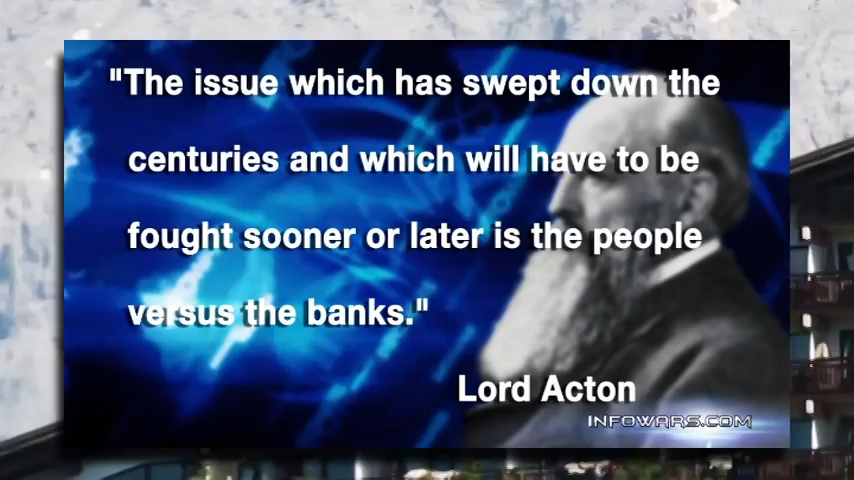 "The issue which has swept down the
centuries and which will have to be
fought sooner or later is the people
versus the banks."
Lord Acton
INFOWARS.COM